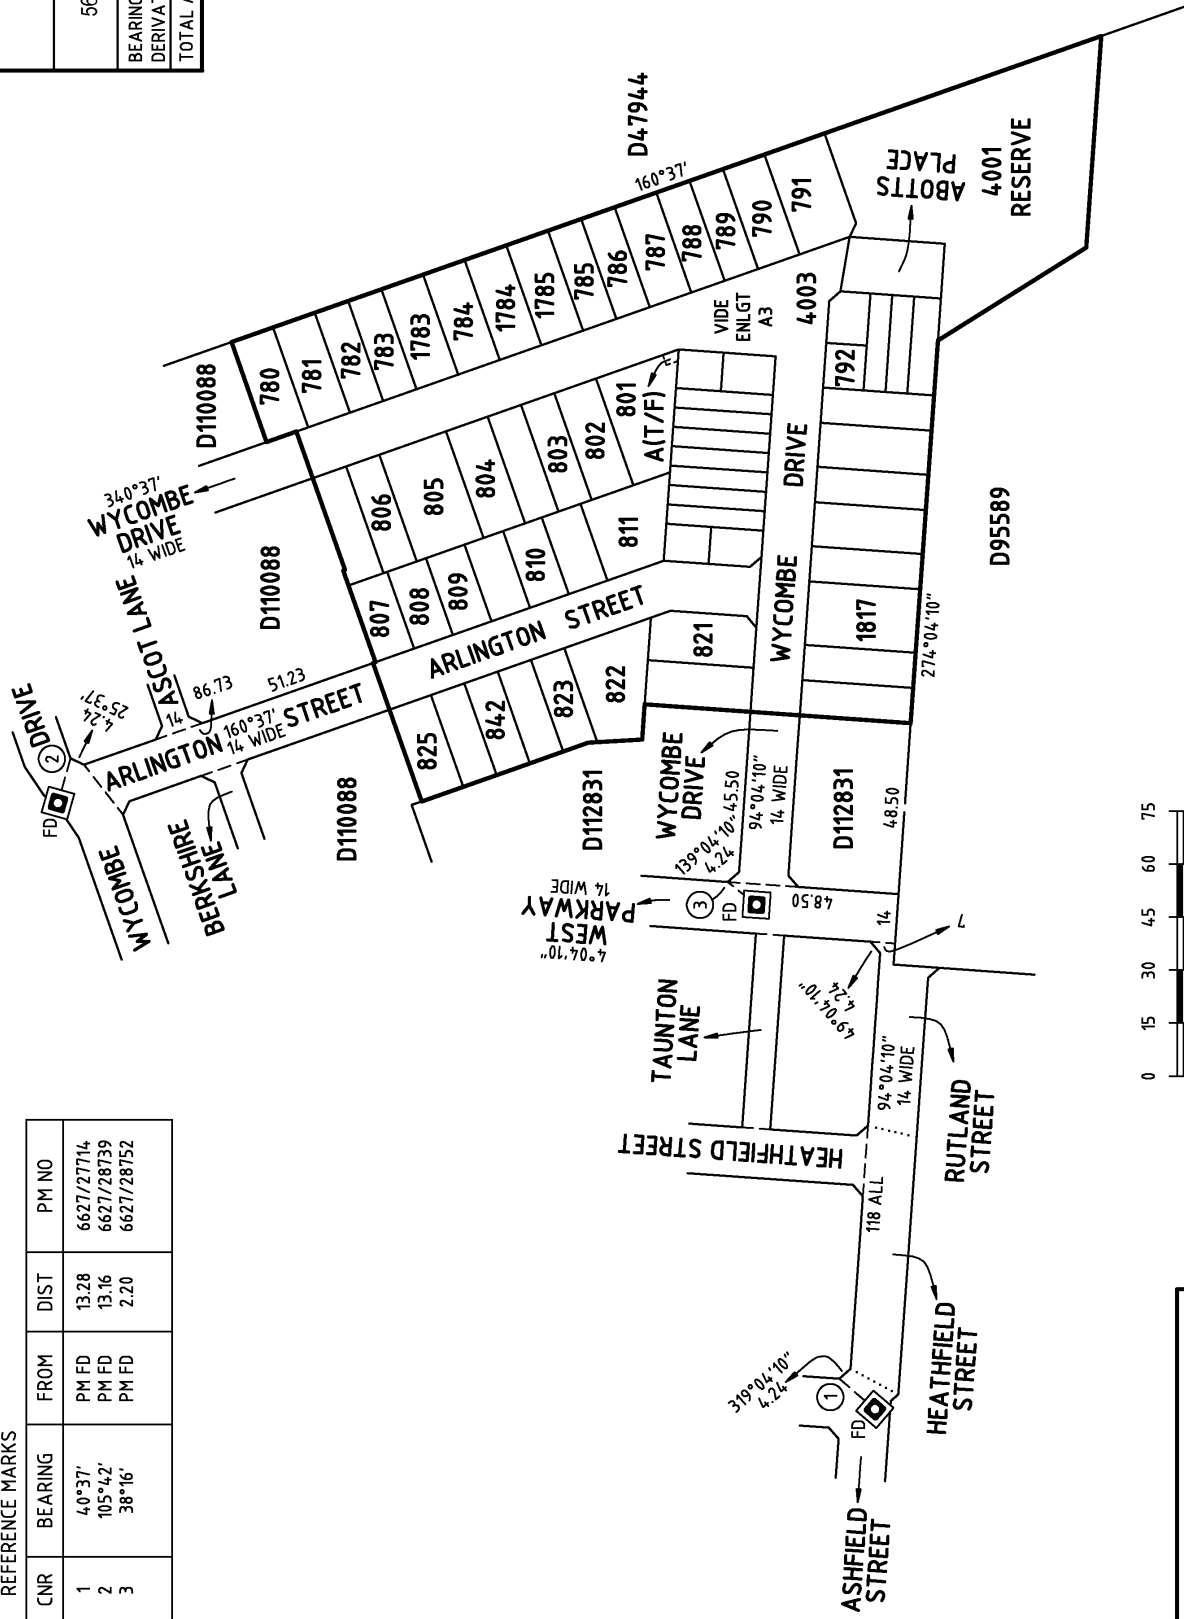 REFERENCE MARKS
CNR BEARING FROM DIST PM NO
1 40°37' PM FD 13.28 6627/27714
2 105°42' PM FD 13.16 6627/28739
3 38°16' PM FD 2.20 6627/28752
56
BEARING
DERIVAT
TOTAL A
WYCOMBE
DRIVE
FD
2
4.24
25°37'
ASCOT LANE
14
86.73
51.23
ARLINGTON STREET
160°37'
14 WIDE
BERKSHIRE
LANE
D110088
340°37'
WYCOMBE
DRIVE
14 WIDE
D110088
D110088
D47944
160°37'
780
781
782
783
1783
784
1784
1785
785
786
787
788
789
790
791
806
805
804
803
802
801
A(T/F)
807
808
809
810
811
ARLINGTON STREET
825
842
823
822
821
VIDE
ENLGT
A3
4003
ABOTTS
PLACE
4001
RESERVE
792
WYCOMBE DRIVE
1817
274°04'10"
D95589
D112831
WYCOMBE
DRIVE
139°04'10"
4.24
45.50
94°04'10"
14 WIDE
D112831
48.50
48.50
14
7
3
FD
WEST
PARKWAY
14 WIDE
4°04'10"
TAUNTON
LANE
49°04'10"
4.24
94°04'10"
14 WIDE
RUTLAND
STREET
HEATHFIELD STREET
118 ALL
HEATHFIELD
STREET
319°04'10"
4.24
1
FD
ASHFIELD
STREET
0 15 30 45 60 75